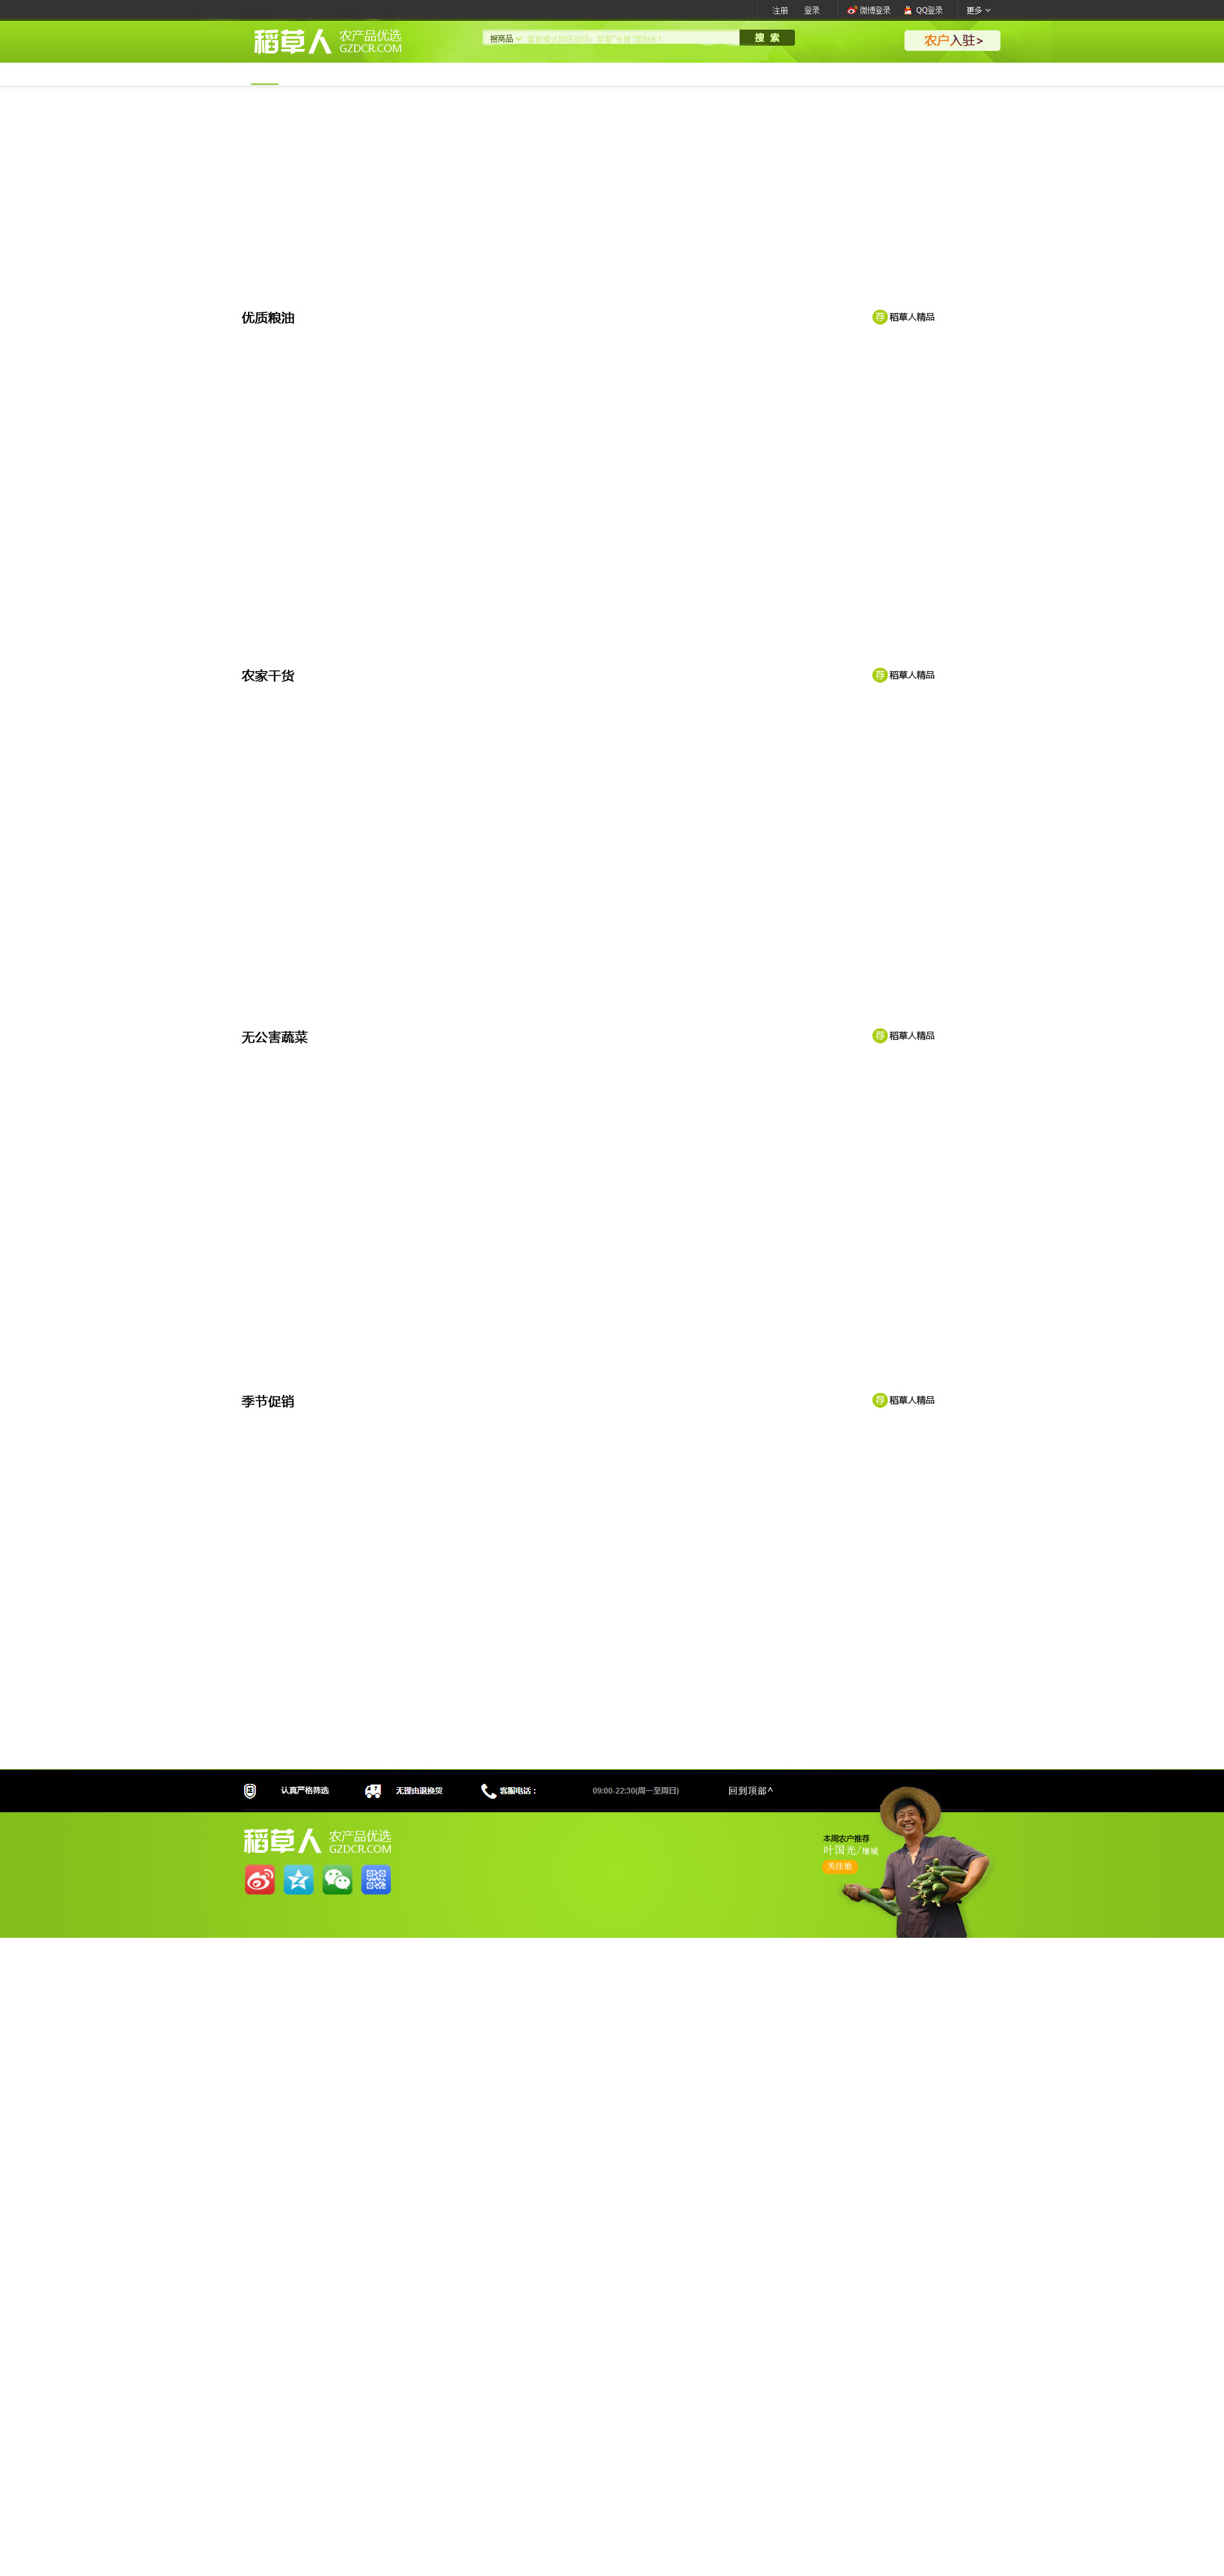 注册 登录 微博登录 QQ登录 更多
稻草人 农产品优选
GZDCR.COM
搜商品
搜 索
农户入驻>
优质粮油 荐 稻草人精品
农家干货 荐 稻草人精品
无公害蔬菜 荐 稻草人精品
季节促销 荐 稻草人精品
认真严格筛选 无理由退换货 客服电话： 09:00-22:30(周一至周日) 回到顶部^
稻草人 农产品优选
GZDCR.COM
本周农户推荐
叶国光/增城
关注他